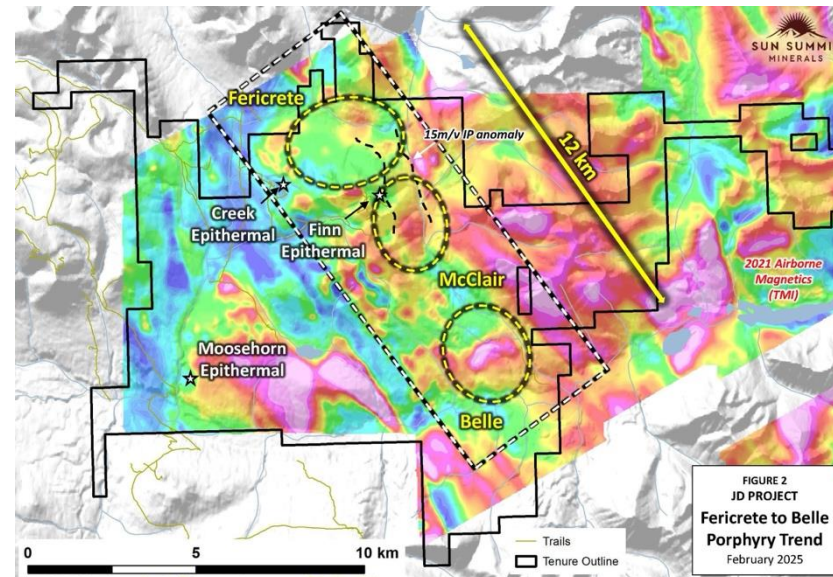 SUN SUMMIT
MINERALS
Fericrete
15m/v IP anomaly
12 km
Creek
Epithermal
Finn
Epithermal
McClair
2021 Airborne
Magnetics
(TMI)
Moosehorn
Epithermal
Belle
FIGURE 2
JD PROJECT
Fericrete to Belle
Porphyry Trend
February 2025
Trails
Tenure Outline
0
5
10 km